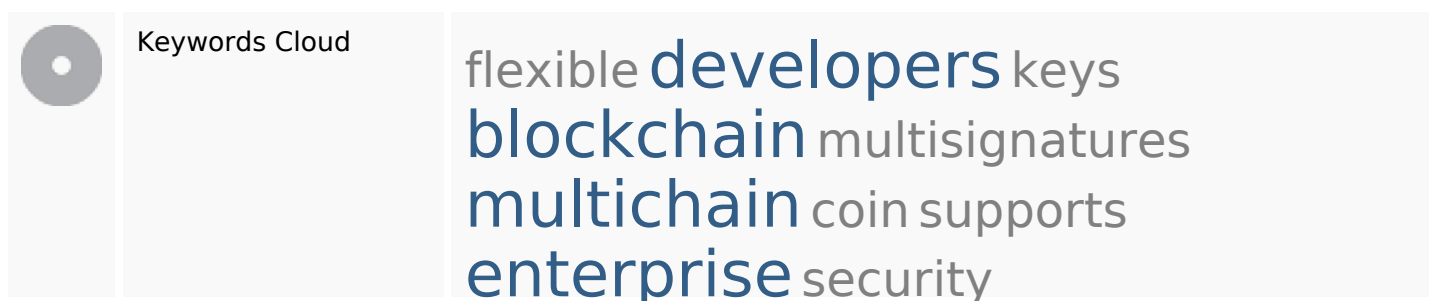 Keywords Cloud
flexible developers keys
blockchain multisignatures
multichain coin supports
enterprise security